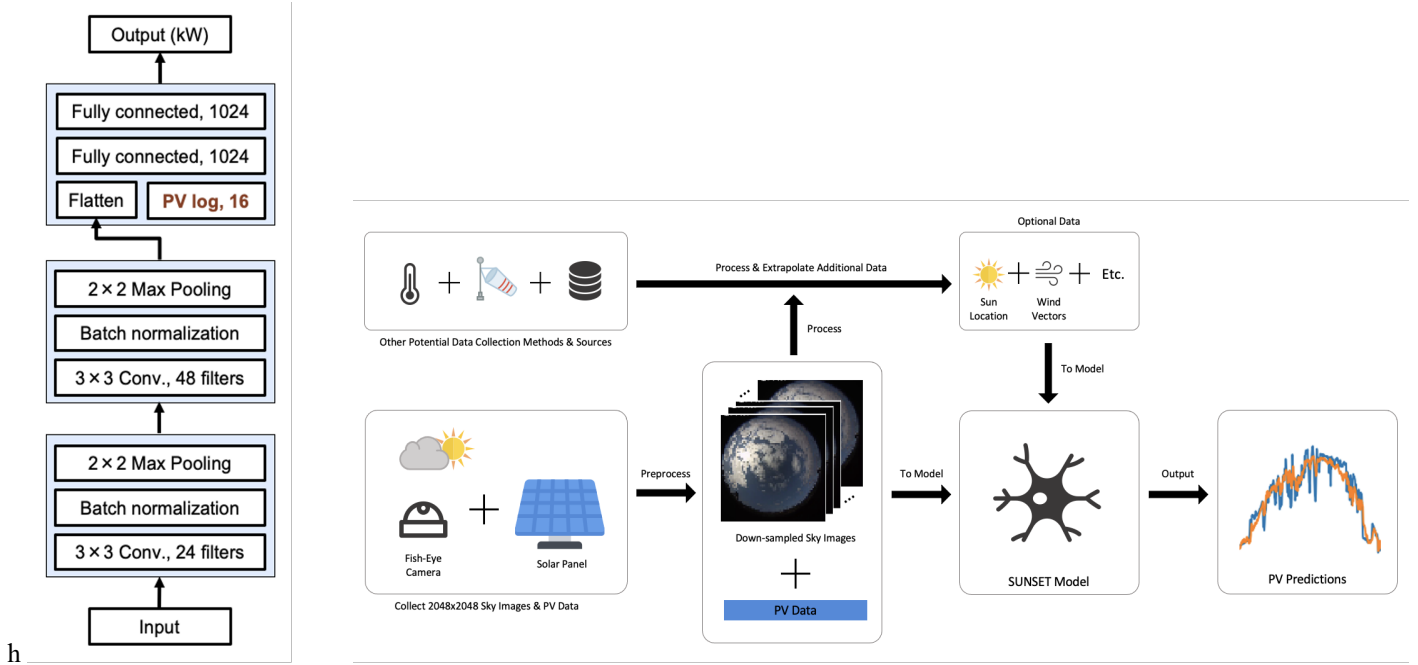 Output (kW)
Fully connected, 1024
Fully connected, 1024
Flatten
PV log, 16
2×2 Max Pooling
Batch normalization
3×3 Conv., 48 filters
2×2 Max Pooling
Batch normalization
3×3 Conv., 24 filters
Input
h
Other Potential Data Collection Methods & Sources
Process & Extrapolate Additional Data
Process
Optional Data
Sun
Location
Wind
Vectors
Etc.
To Model
Fish-Eye
Camera
Solar Panel
Collect 2048x2048 Sky Images & PV Data
Preprocess
Down-sampled Sky Images
PV Data
To Model
SUNSET Model
Output
PV Predictions